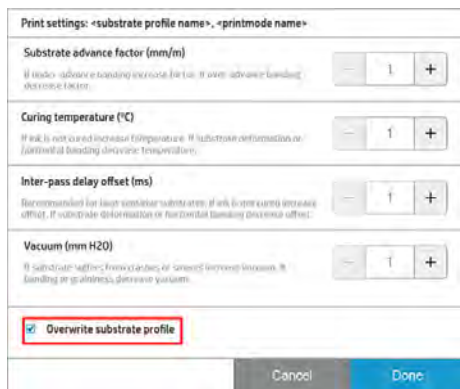 Print settings: <substrate profile name>, <printmode name>
Substrate advance factor (mm/m)
If under-advance banding increase factor. If over-advance banding
decrease factor.
− 1 +
Curing temperature (ºC)
If ink is not cured increase temperature. If substrate deformation or
horizontal banding decrease temperature.
− 1 +
Inter-pass delay offset (ms)
Recommended for heat sensitive substrates. If ink is not cured increase
offset. If substrate deformation or horizontal banding decrease offset.
− 1 +
Vacuum (mm H2O)
If substrate suffers from crashes or smears increase vacuum. If
banding or graininess decrease vacuum.
− 1 +
Overwrite substrate profile
Cancel Done